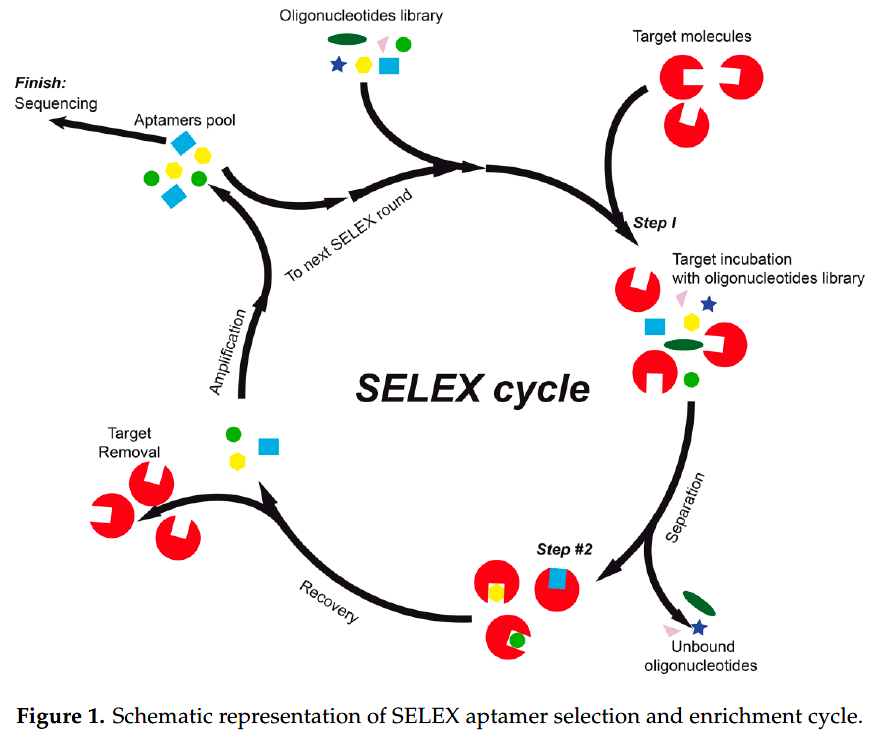 Oligonucleotides library
Target molecules
Finish:
Sequencing
Aptamers pool
To next SELEX round
Step I
Target incubation
with oligonucleotides library
Amplification
SELEX cycle
Target
Removal
Separation
Step #2
Recovery
Unbound
oligonucleotides
Figure 1. Schematic representation of SELEX aptamer selection and enrichment cycle.